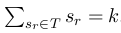 ∑_{s_r∈T} s_r = k